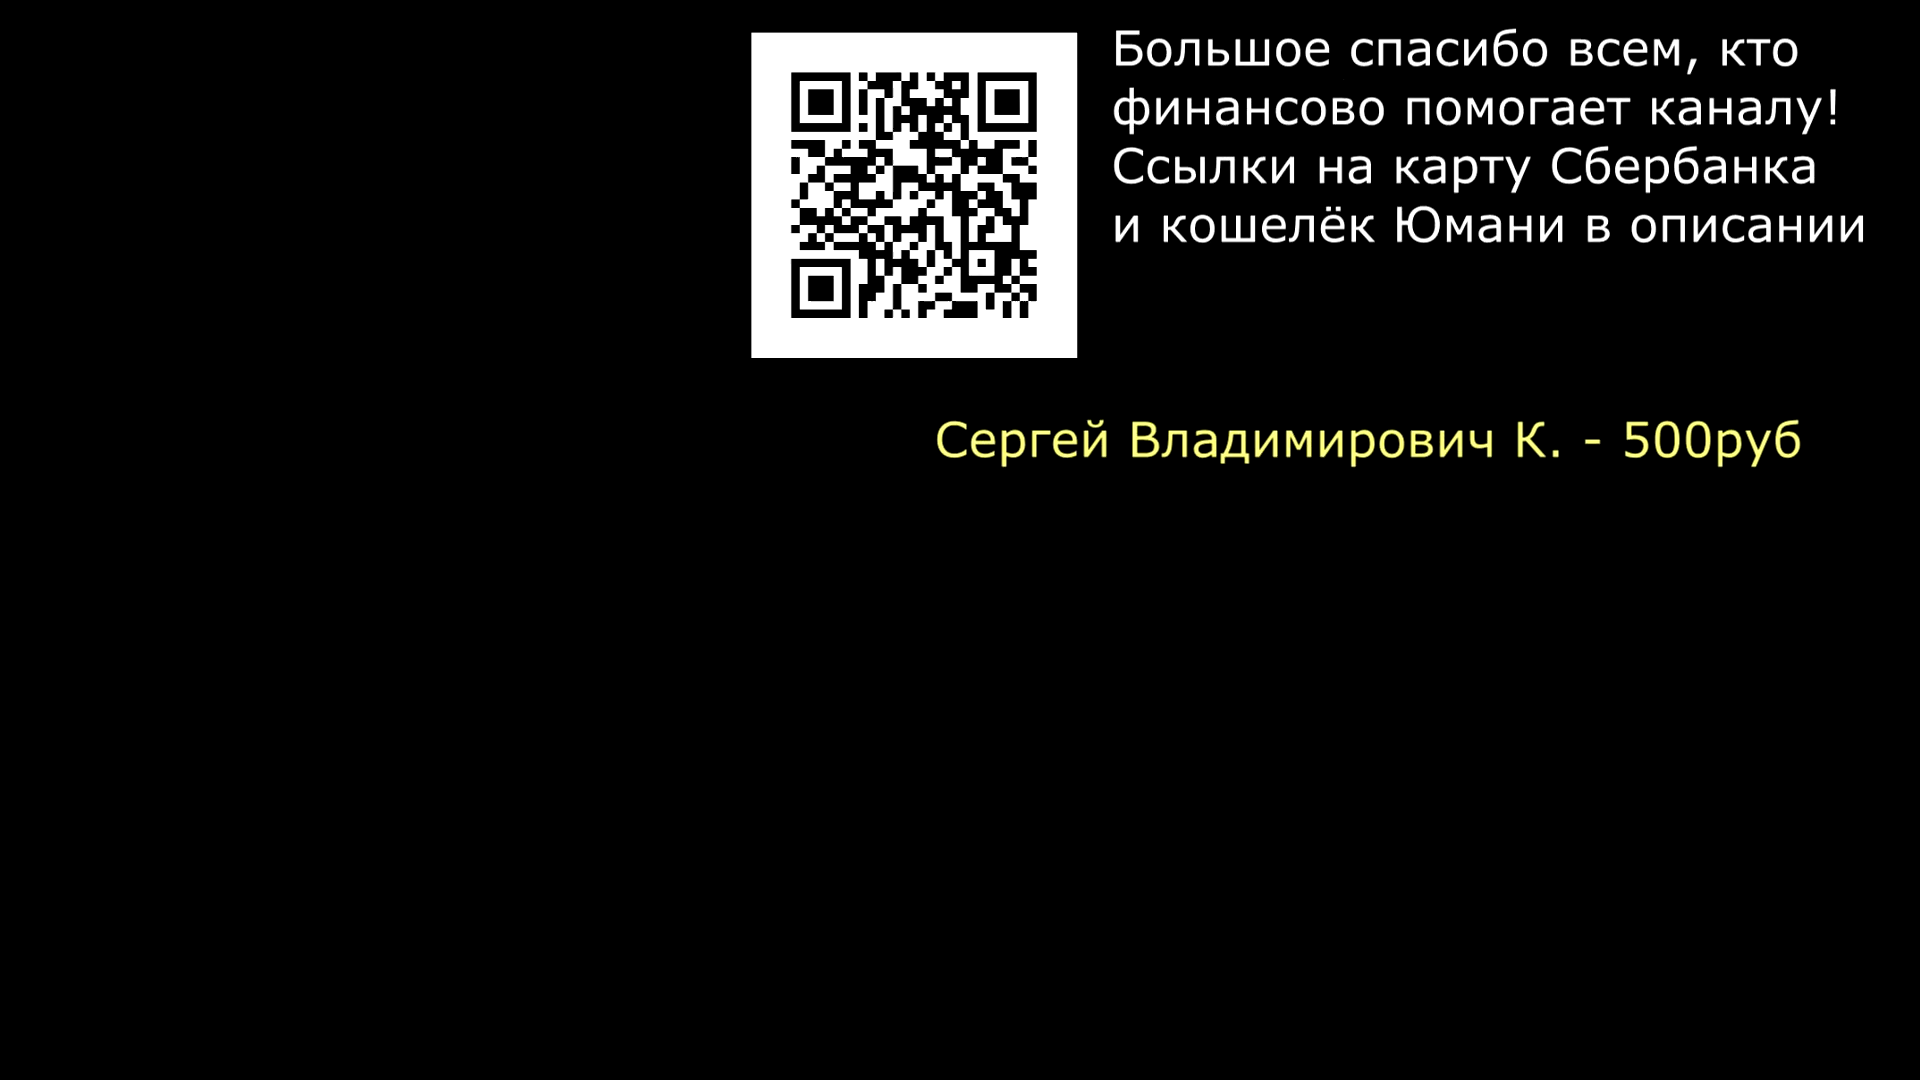 Большое спасибо всем, кто
финансово помогает каналу!
Ссылки на карту Сбербанка
и кошелёк Юмани в описании
Сергей Владимирович К. - 500руб